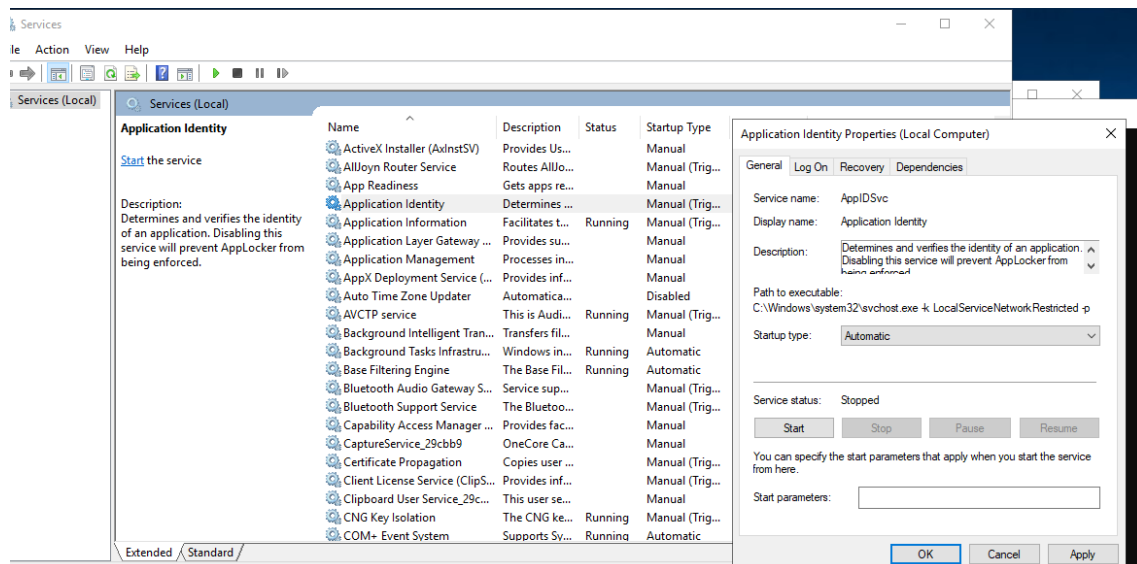 Services
ile Action View Help
Services (Local)
Services (Local)
Application Identity
Start the service
Description:
Determines and verifies the identity
of an application. Disabling this
service will prevent AppLocker from
being enforced.
Name Description Status Startup Type
ActiveX Installer (AxInstSV) Provides Us... Manual
AllJoyn Router Service Routes AllJo... Manual (Trig...
App Readiness Gets apps re... Manual
Application Identity Determines ... Manual (Trig...
Application Information Facilitates t... Running Manual (Trig...
Application Layer Gateway ... Provides su... Manual
Application Management Processes in... Manual
AppX Deployment Service (... Provides inf... Manual
Auto Time Zone Updater Automatica... Disabled
AVCTP service This is Audi... Running Manual (Trig...
Background Intelligent Tran... Transfers fil... Manual
Background Tasks Infrastru... Windows in... Running Automatic
Base Filtering Engine The Base Fil... Running Automatic
Bluetooth Audio Gateway S... Service sup... Manual (Trig...
Bluetooth Support Service The Bluetoo... Manual (Trig...
Capability Access Manager ... Provides fac... Manual
CaptureService_29cbb9 OneCore Ca... Manual
Certificate Propagation Copies user ... Manual (Trig...
Client License Service (ClipS... Provides inf... Manual (Trig...
Clipboard User Service_29c... This user se... Manual
CNG Key Isolation The CNG ke... Running Manual (Trig...
COM+ Event System Supports Sy... Running Automatic
Extended Standard
Application Identity Properties (Local Computer)
General Log On Recovery Dependencies
Service name: AppIDSvc
Display name: Application Identity
Description: Determines and verifies the identity of an application.
Disabling this service will prevent AppLocker from
being enforced
Path to executable:
C:\Windows\system32\svchost.exe -k LocalServiceNetworkRestricted -p
Startup type: Automatic
Service status: Stopped
Start Stop Pause Resume
You can specify the start parameters that apply when you start the service
from here.
Start parameters:
OK Cancel Apply